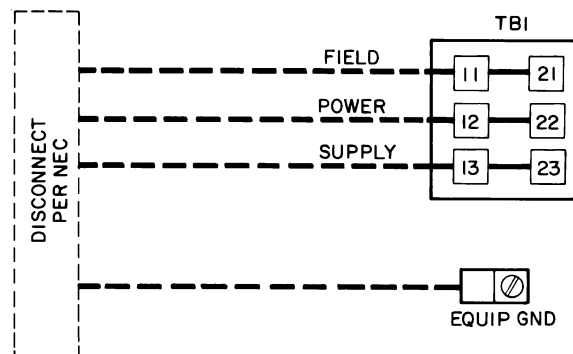 TB1
FIELD
11 21
POWER
12 22
SUPPLY
13 23
DISCONNECT
PER NEC
EQUIP GND